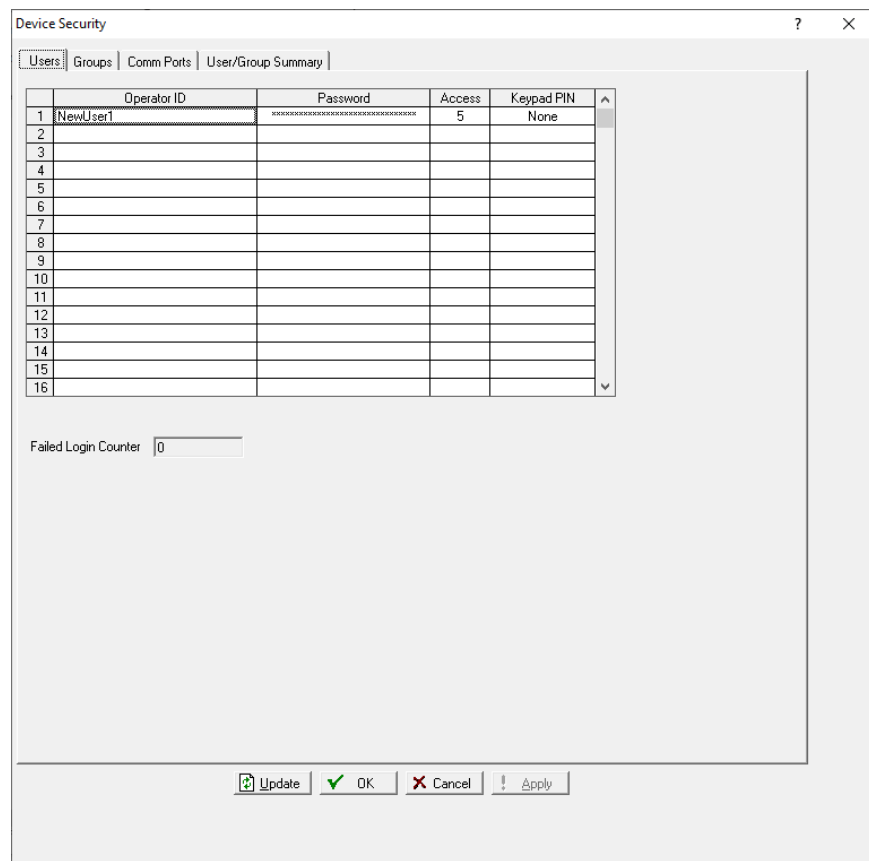 Device Security ?
Users Groups Comm Ports User/Group Summary
Operator ID Password Access Keypad PIN
1 NewUser1 ******************************** 5 None
2
3
4
5
6
7
8
9
10
11
12
13
14
15
16
Failed Login Counter 0
Update OK Cancel ! Apply